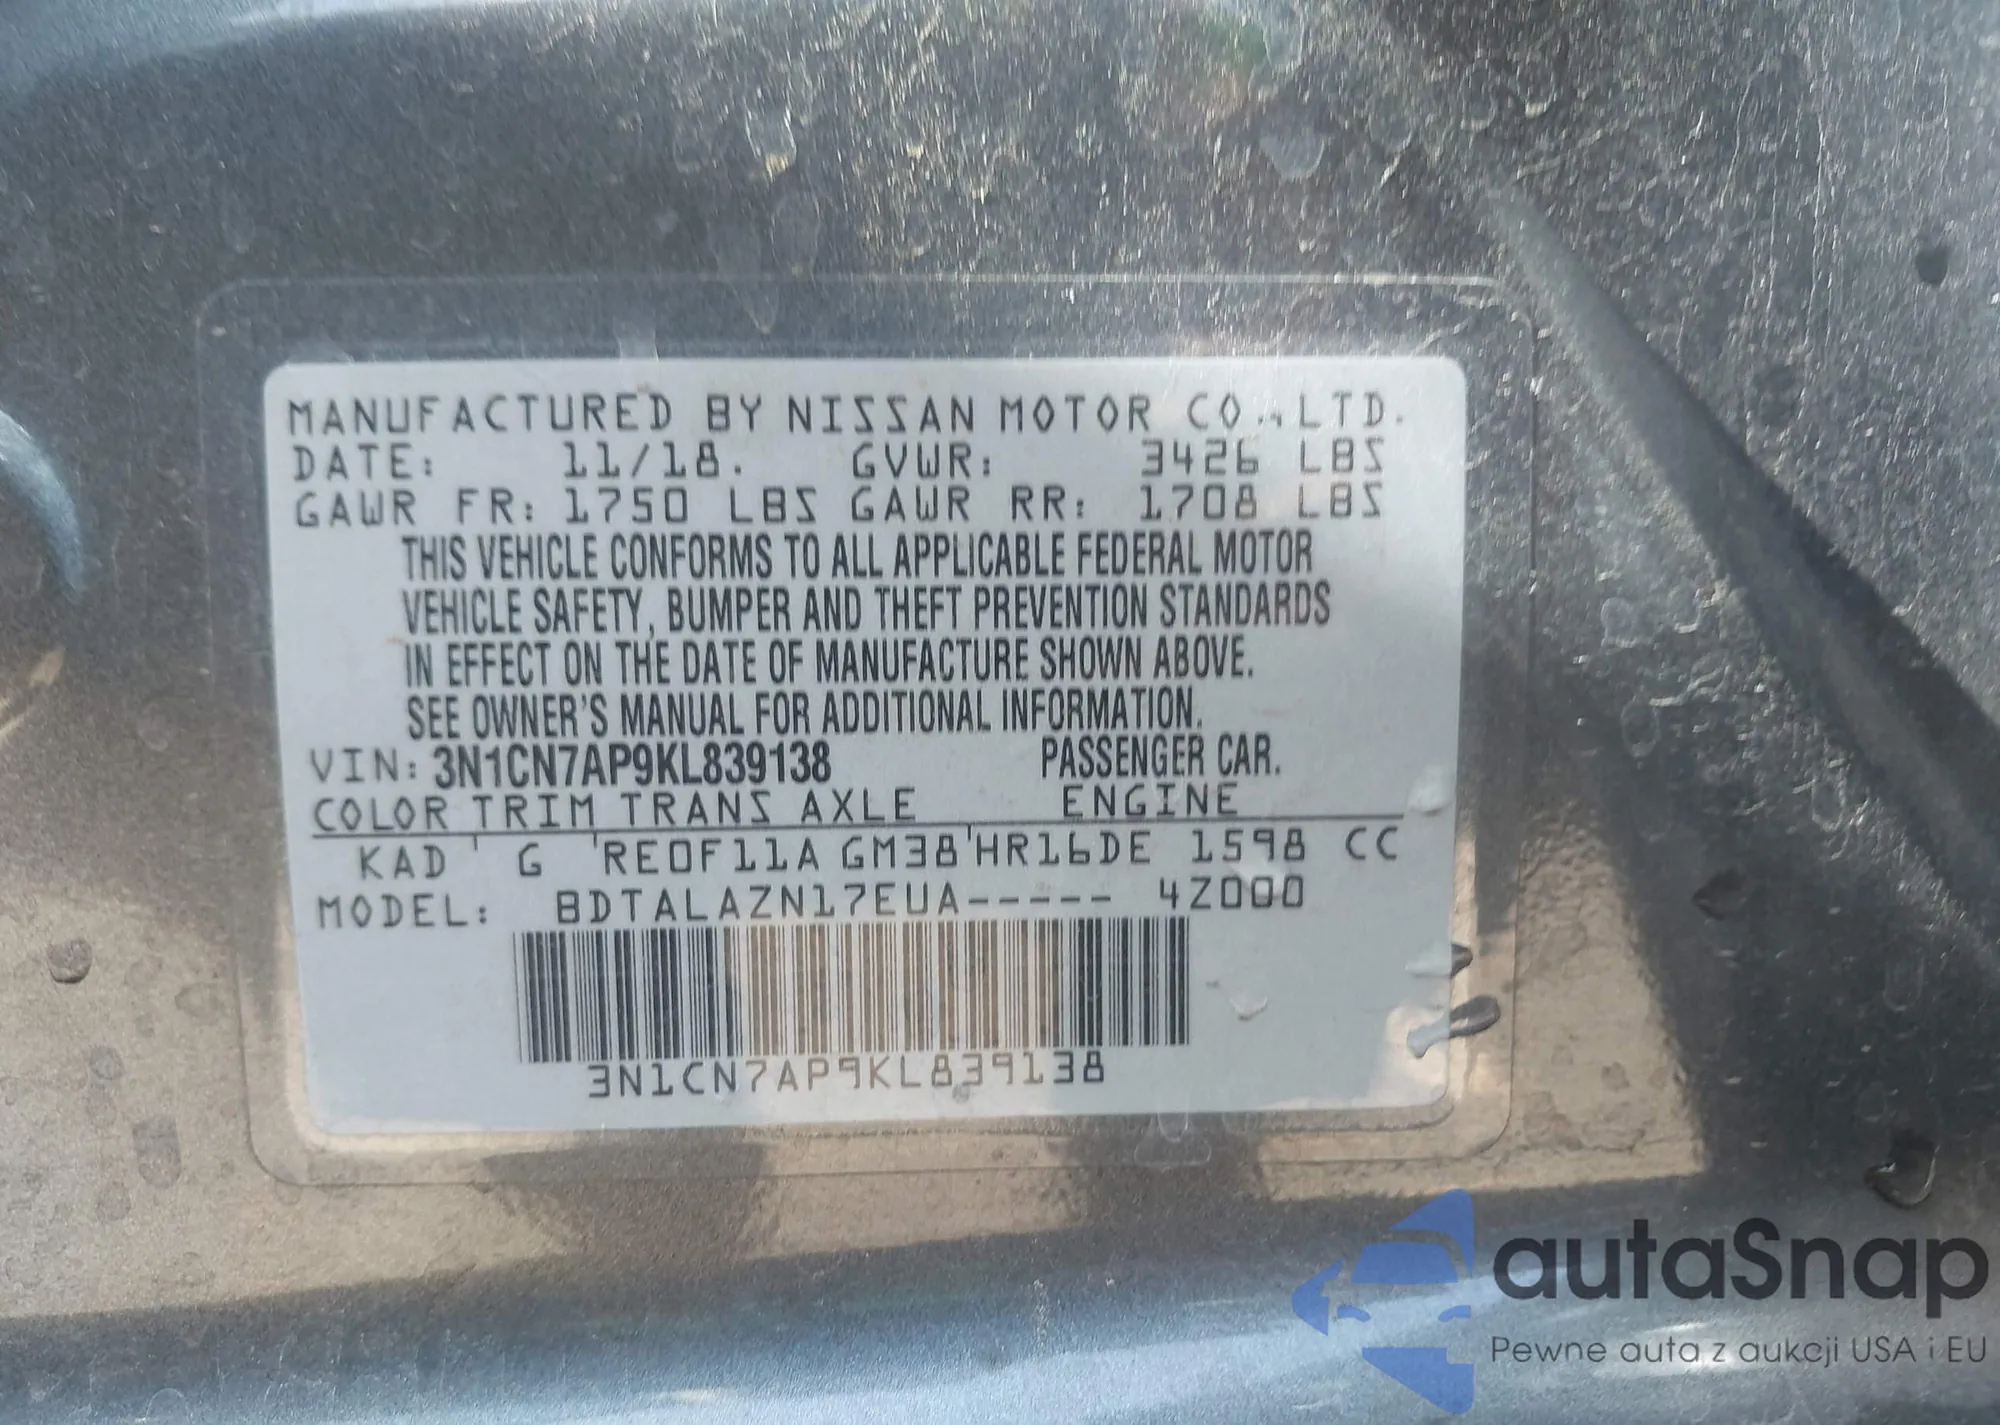 MANUFACTURED BY NISSAN MOTOR CO., LTD.
DATE: 11/18. GVWR: 3426 LBS
GAWR FR: 1750 LBS GAWR RR: 1708 LBS
THIS VEHICLE CONFORMS TO ALL APPLICABLE FEDERAL MOTOR
VEHICLE SAFETY, BUMPER AND THEFT PREVENTION STANDARDS
IN EFFECT ON THE DATE OF MANUFACTURE SHOWN ABOVE.
SEE OWNER'S MANUAL FOR ADDITIONAL INFORMATION.
VIN: 3N1CN7AP9KL839138 PASSENGER CAR.
COLOR TRIM TRANS AXLE ENGINE
KAD G RE0F11A GM38 HR16DE 1598 CC
MODEL: BDTALAZN17EUA----- 4Z000
3N1CN7AP9KL839138
autaSnap
Pewne auta z aukcji USA i EU